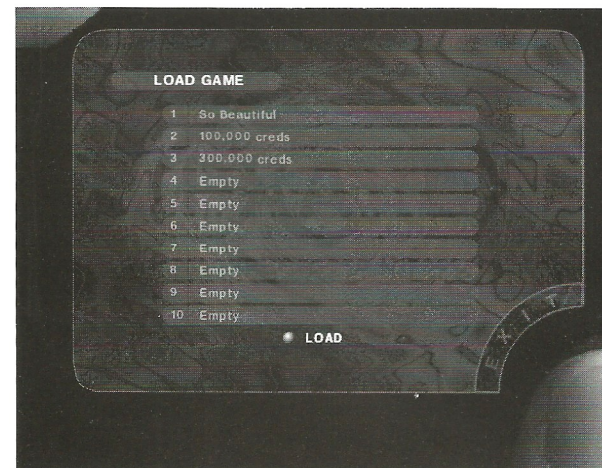 LOAD GAME
1 So Beautiful
2 100.000 creds
3 300.000 creds
4 Empty
5 Empty
6 Empty
7 Empty
8 Empty
9 Empty
10 Empty
LOAD
EXIT